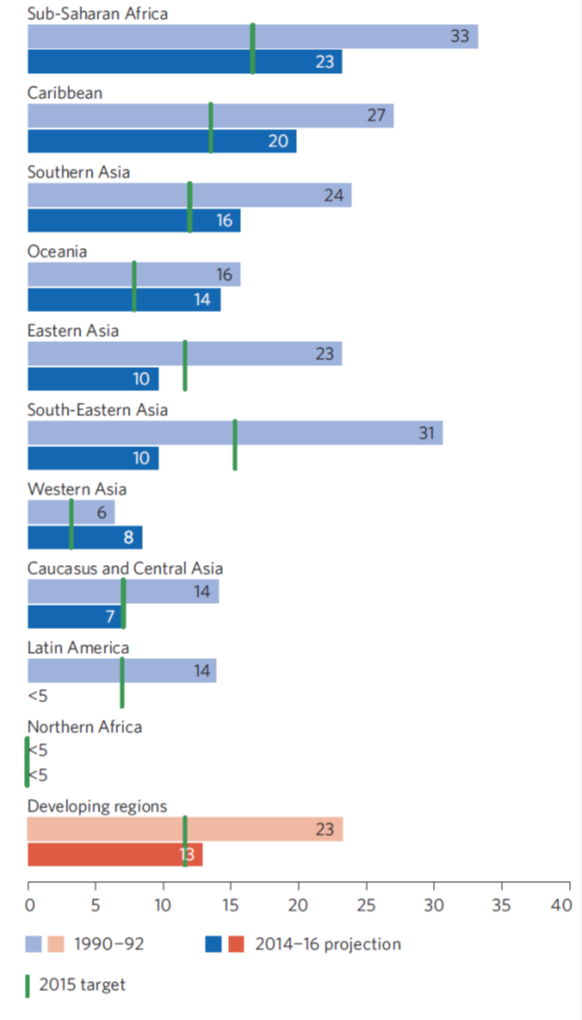 Sub-Saharan Africa
33
23
Caribbean
27
20
Southern Asia
24
16
Oceania
16
14
Eastern Asia
23
10
South-Eastern Asia
31
10
Western Asia
6
8
Caucasus and Central Asia
14
7
Latin America
14
<5
Northern Africa
<5
<5
Developing regions
23
13
0 5 10 15 20 25 30 35 40
1990–92 2014–16 projection
2015 target